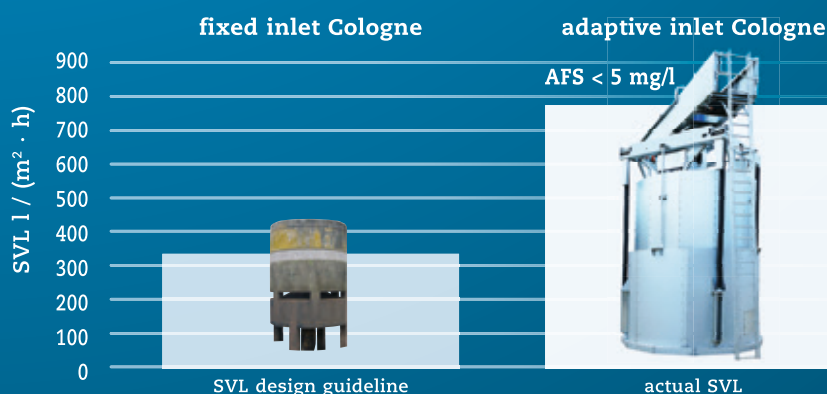 fixed inlet Cologne
adaptive inlet Cologne
AFS < 5 mg/l
SVL l / (m² · h)
900
800
700
600
500
400
300
200
100
0
SVL design guideline
actual SVL